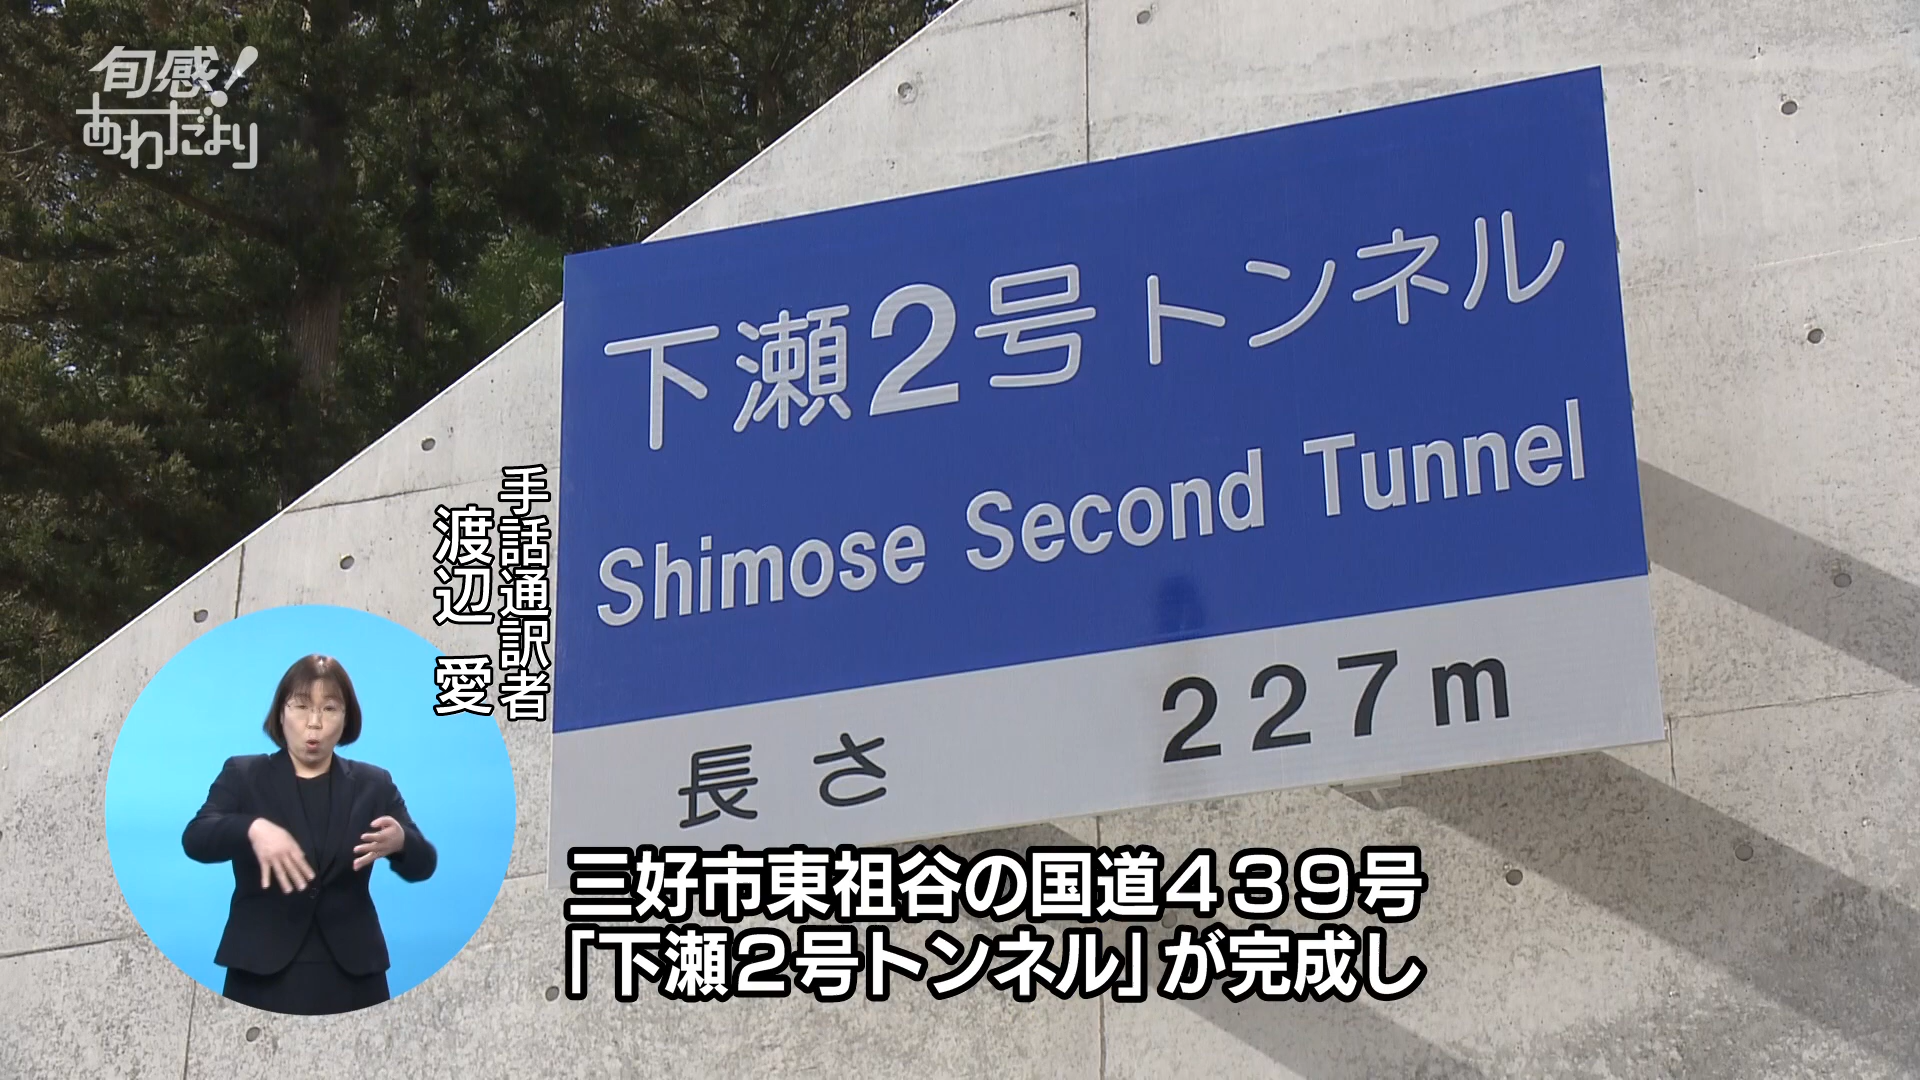 旬感!
あわだより
下瀬2号トンネル
Shimose Second Tunnel
長さ 227m
手話通訳者
渡辺 愛
三好市東祖谷の国道４３９号
「下瀬２号トンネル」が完成し